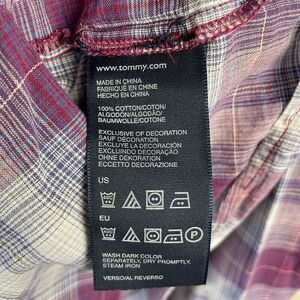 www.tommy.com
MADE IN CHINA
FABRIQUÉ EN CHINE
HECHO EN CHINA
100% COTTON/COTON/
ALGODÓN/ALGODÃO/
BAUMWOLLE/COTONE
EXCLUSIVE OF DECORATION
SAUF DÉCORATION
EXCLUYE LA DECORACIÓN
EXCLUINDO DECORAÇÃO
OHNE DEKORATION
ECCETTO DECORAZIONE
US
EU
WASH DARK COLOR
SEPARATELY, DRY PROMPTLY,
STEAM IRON
VERSO/AL REVERSO